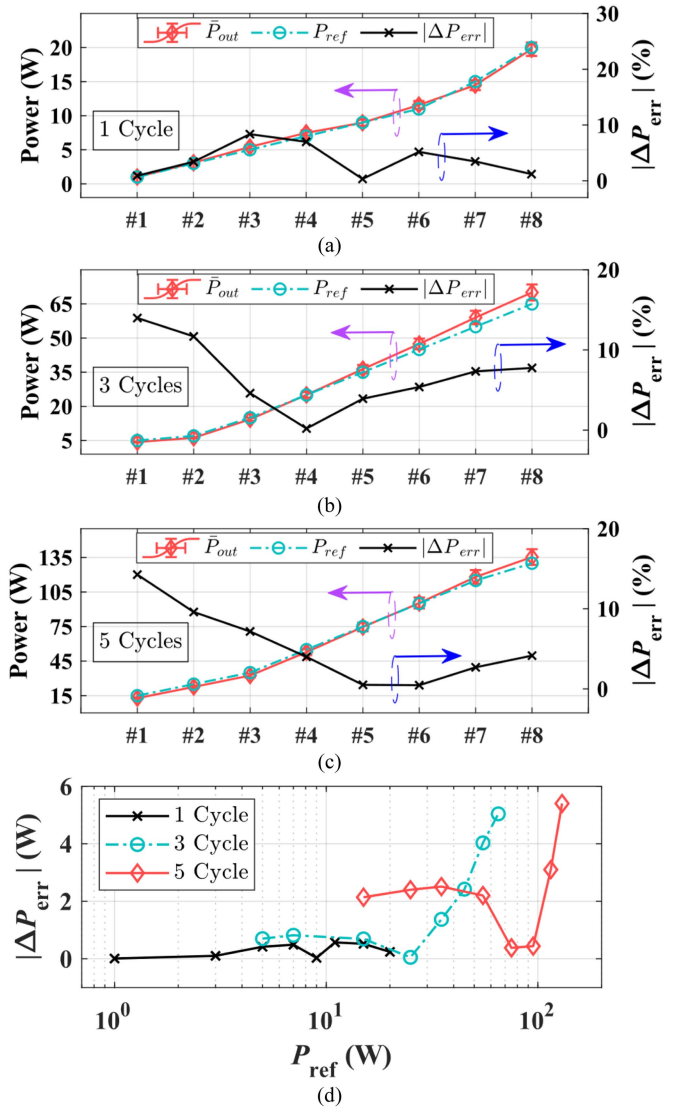 P̄out Pref |ΔPerr|
Power (W)
20
15
10
5
0
1 Cycle
30
20
10
0
|ΔPerr| (%)
#1 #2 #3 #4 #5 #6 #7 #8
(a)
P̄out Pref |ΔPerr|
Power (W)
65
50
35
20
5
3 Cycles
20
10
0
|ΔPerr| (%)
#1 #2 #3 #4 #5 #6 #7 #8
(b)
P̄out Pref |ΔPerr|
Power (W)
135
105
75
45
15
5 Cycles
20
10
0
|ΔPerr| (%)
#1 #2 #3 #4 #5 #6 #7 #8
(c)
|ΔPerr| (W)
6
4
2
0
1 Cycle
3 Cycle
5 Cycle
10⁰ 10¹ 10²
Pref (W)
(d)